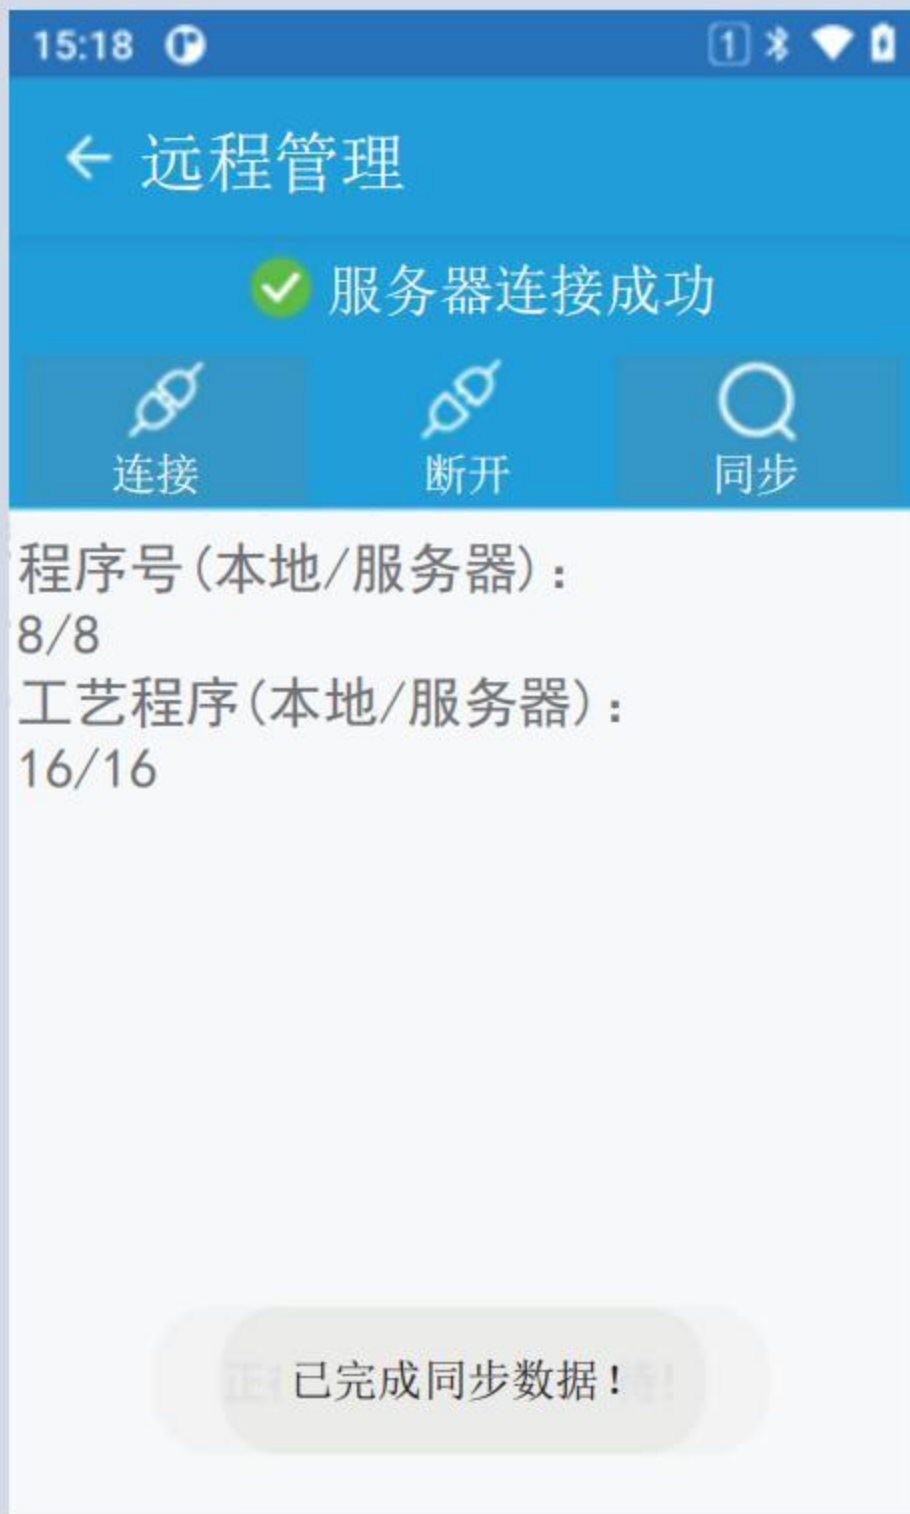 15:18
1
远程管理
服务器连接成功
连接 断开 同步
程序号(本地/服务器)：
8/8
工艺程序(本地/服务器)：
16/16
已完成同步数据！